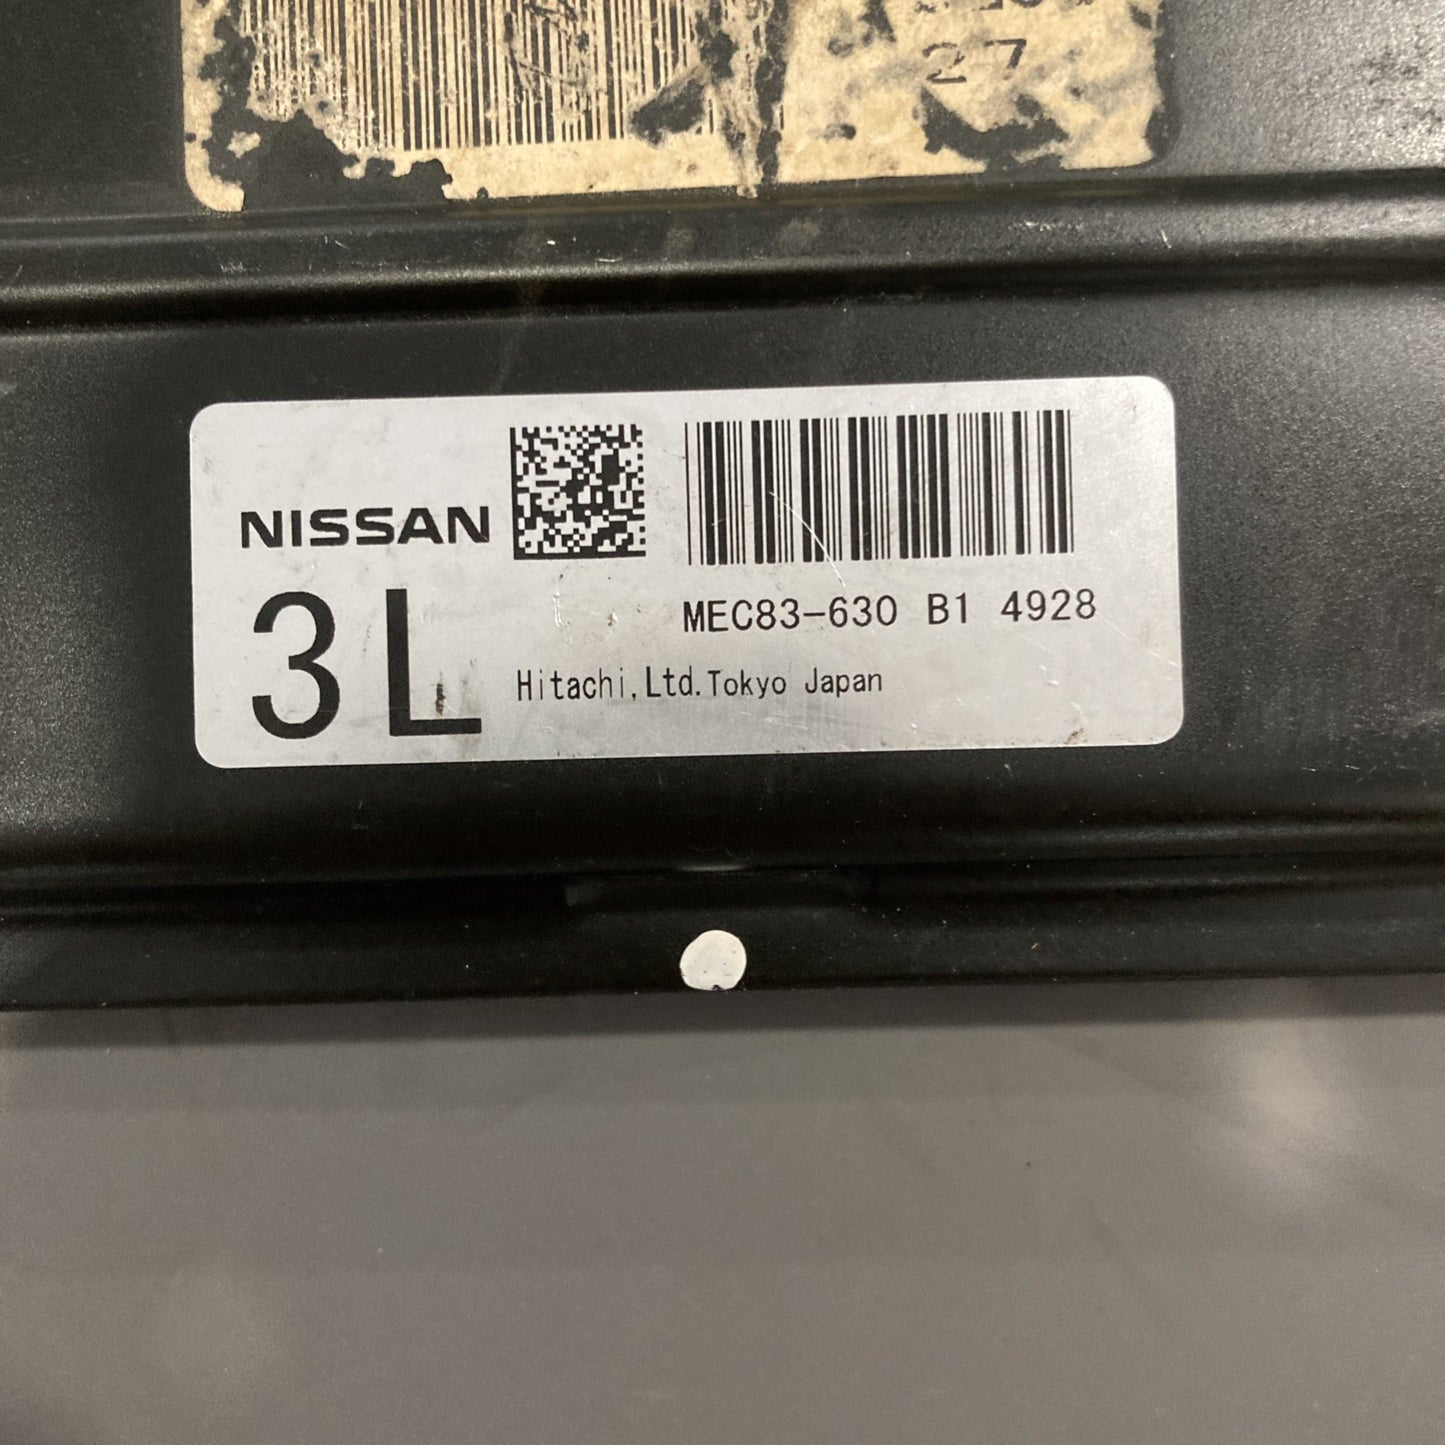 27
NISSAN
3L
MEC83-630 B1 4928
Hitachi,Ltd.Tokyo Japan